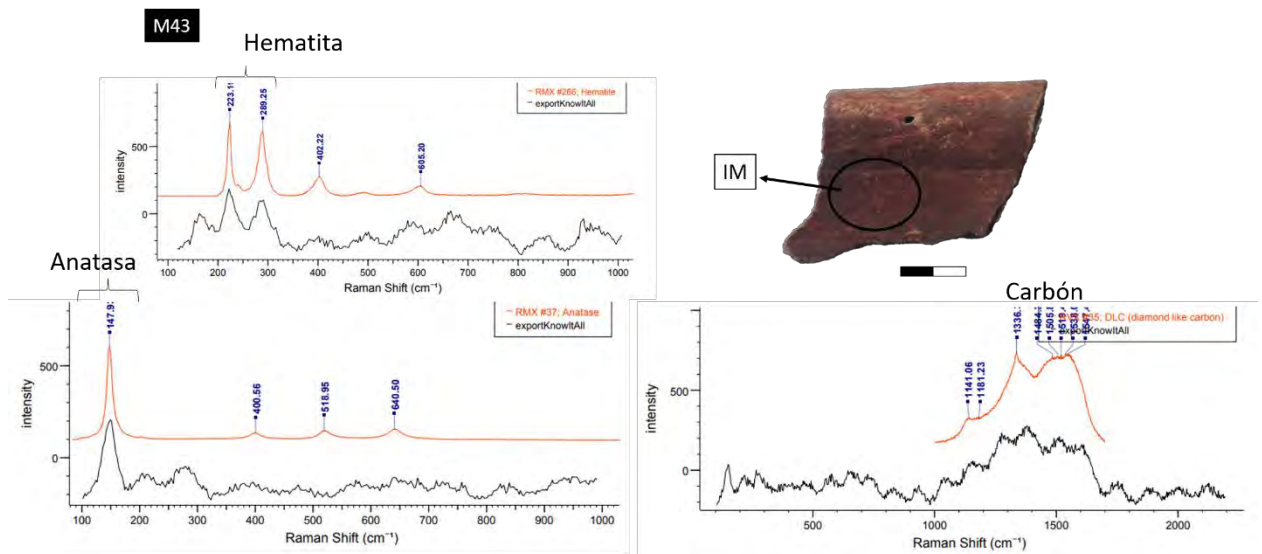 M43
Hematita
223.1
289.25
402.22
605.20
RMX #266; Hematite
exportKnowItAll
intensity
500
0
100 200 300 400 500 600 700 800 900 1000
Raman Shift (cm⁻¹)
IM
Anatasa
147.9
400.56
518.95
640.50
RMX #37; Anatase
exportKnowItAll
intensity
500
0
100 200 300 400 500 600 700 800 900 1000
Raman Shift (cm⁻¹)
Carbón
1141.06
1181.23
1336.
1484.
1505.
DLC (diamond like carbon)
exportKnowItAll
intensity
500
0
500 1000 1500 2000
Raman Shift (cm⁻¹)